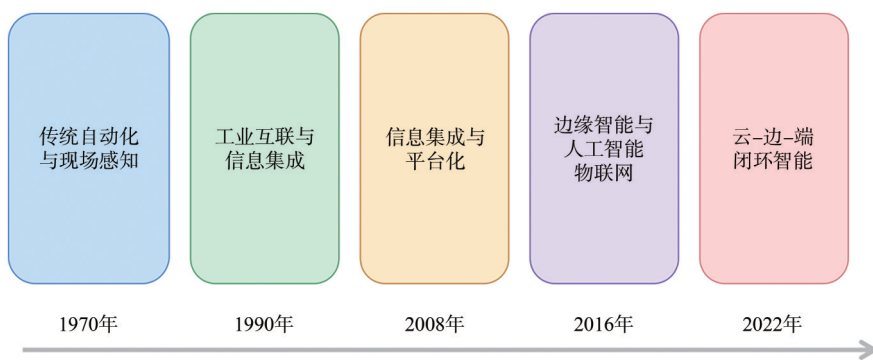 传统自动化
与现场感知
工业互联与
信息集成
信息集成与
平台化
边缘智能与
人工智能
物联网
云-边-端
闭环智能
1970年
1990年
2008年
2016年
2022年